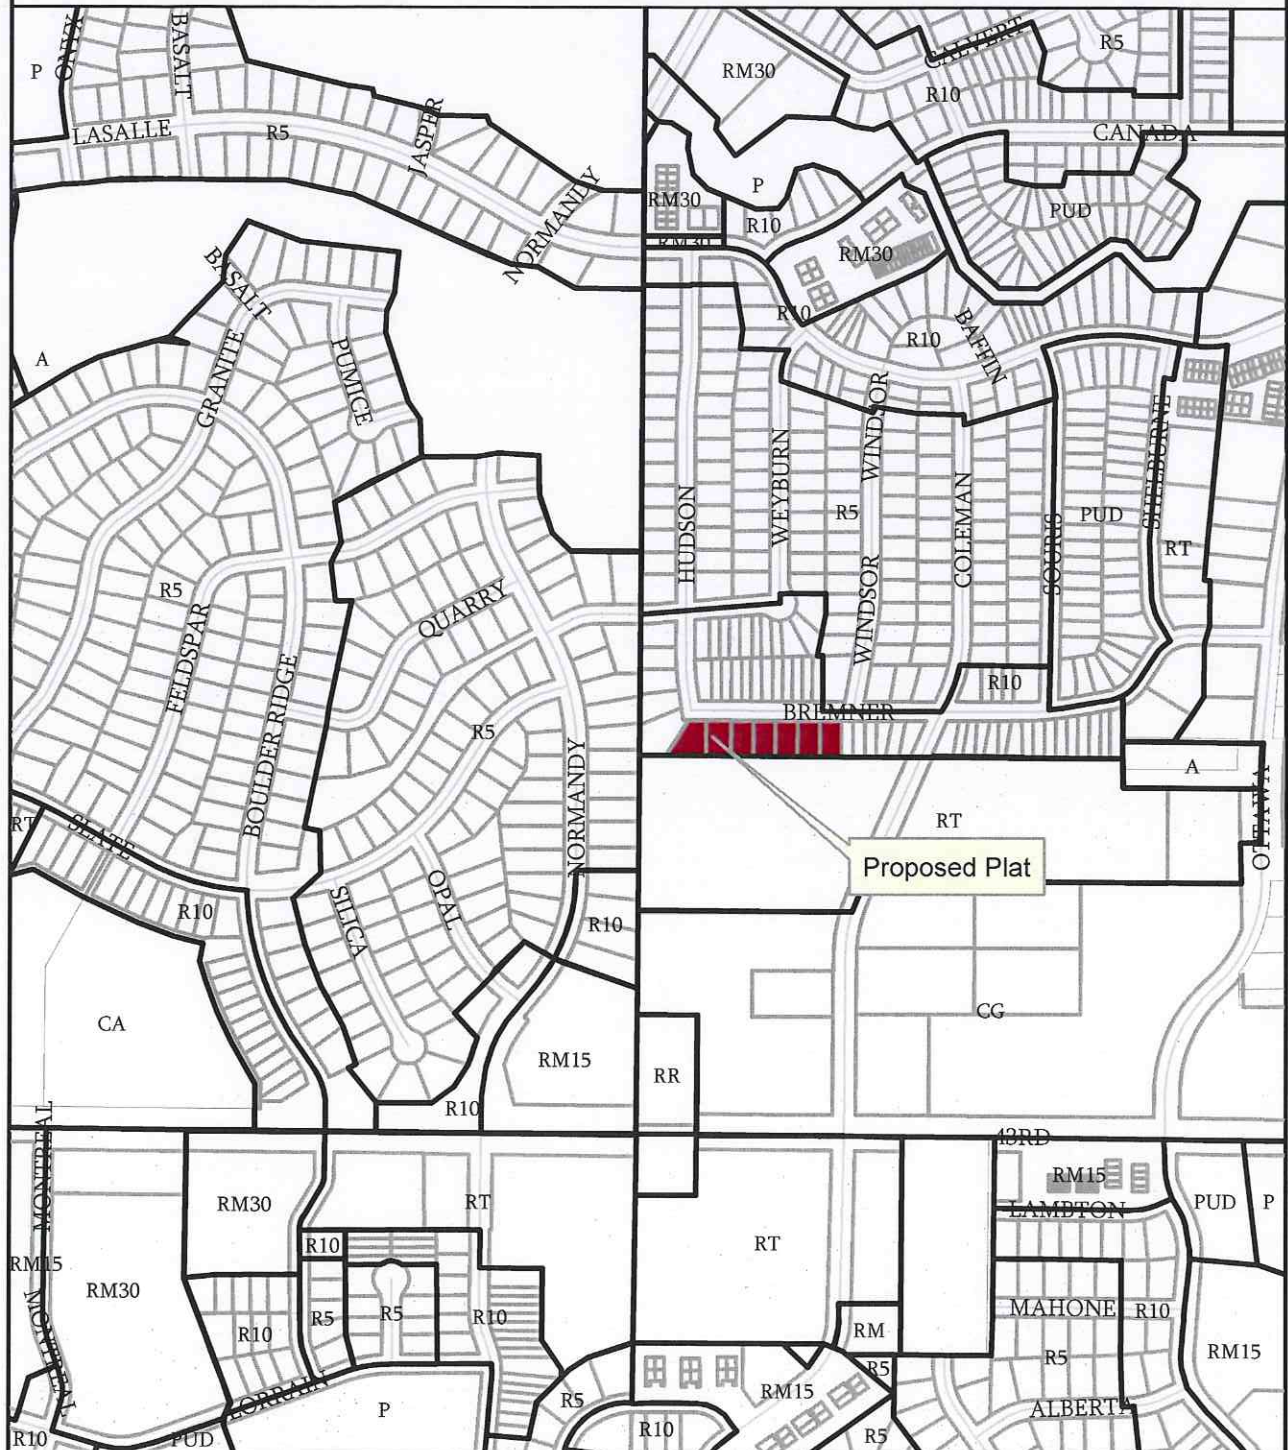 ONYX
BASALT
P
LASALLE
R5
JASPER
NORMANDY
RM30
CALVERT
R5
R10
CANADA
P
RM30
R10
RM30
PUD
RM30
R10
R10
BAFFIN
BASALT
A
GRANITE
PUMICE
HUDSON
WEYBURN
R5
WINDSOR
WINDSOR
COLEMAN
SOURIS
PUD
SHELBURNE
RT
R5
FELDSPAR
BOULDER RIDGE
QUARRY
R5
NORMANDY
R10
BREMNER
A
OTTAWA
RT
Proposed Plat
RT
SLATE
R10
SILICA
OPAL
R10
CA
RM15
R10
RR
CG
43RD
MONTREAL
RM30
RT
R10
RM15
RM30
MONTREAL
R10
R5
R5
R10
LORRAIN
P
R10
PUD
R5
RT
RM
R5
RM15
R10
R5
RM15
LAMBTON
PUD
P
MAHONE
R10
R5
RM15
ALBERTA